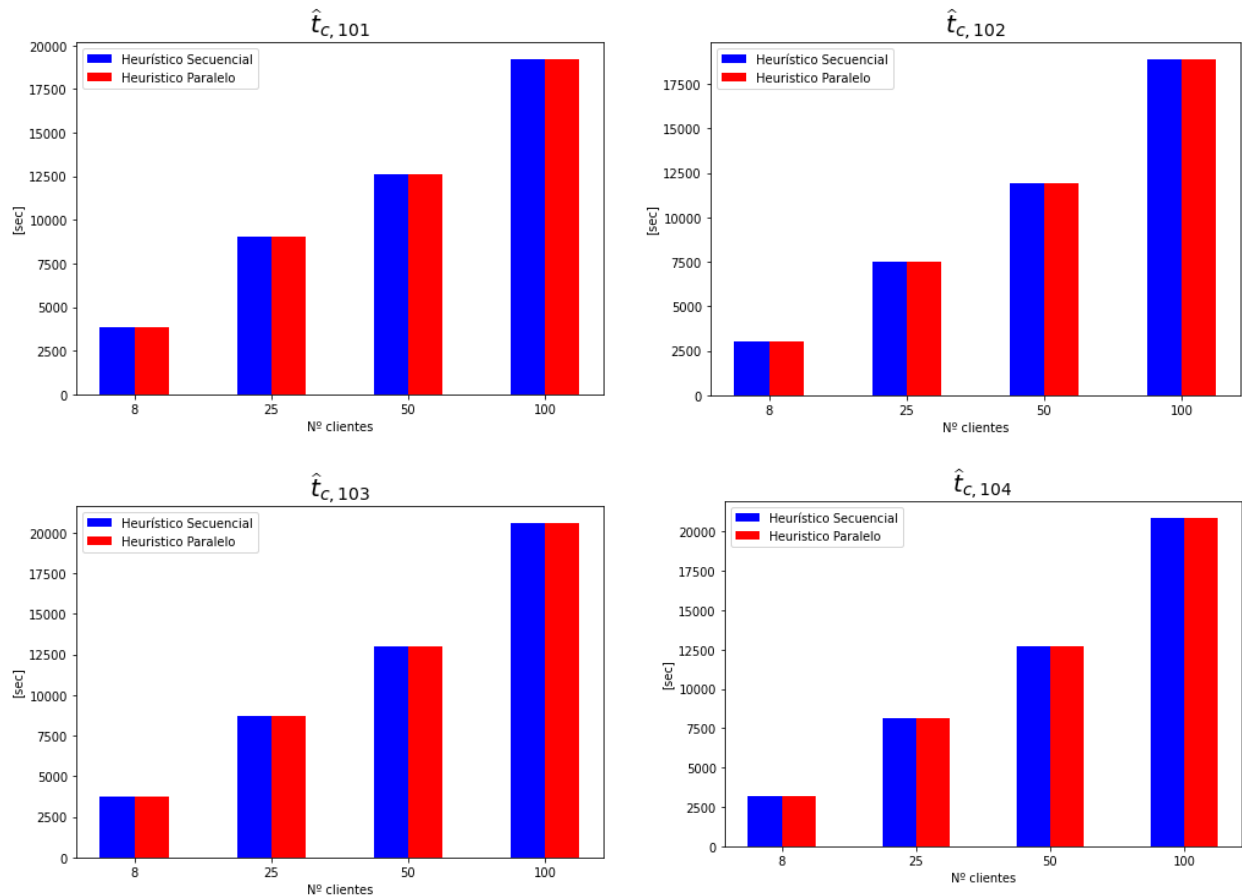 t̂c, 101
Heurístico Secuencial
Heuristico Paralelo
[sec]
20000
17500
15000
12500
10000
7500
5000
2500
0
8 25 50 100
Nº clientes
t̂c, 102
Heurístico Secuencial
Heuristico Paralelo
[sec]
17500
15000
12500
10000
7500
5000
2500
0
8 25 50 100
Nº clientes
t̂c, 103
Heurístico Secuencial
Heuristico Paralelo
[sec]
20000
17500
15000
12500
10000
7500
5000
2500
0
8 25 50 100
Nº clientes
t̂c, 104
Heurístico Secuencial
Heuristico Paralelo
[sec]
20000
17500
15000
12500
10000
7500
5000
2500
0
8 25 50 100
Nº clientes